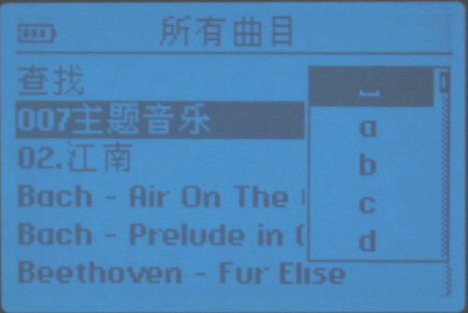 所有曲目
查找
007主题音乐
02.江南
Bach - Air On The
Bach - Prelude in
Beethoven - Fur Elise
␣
a
b
c
d